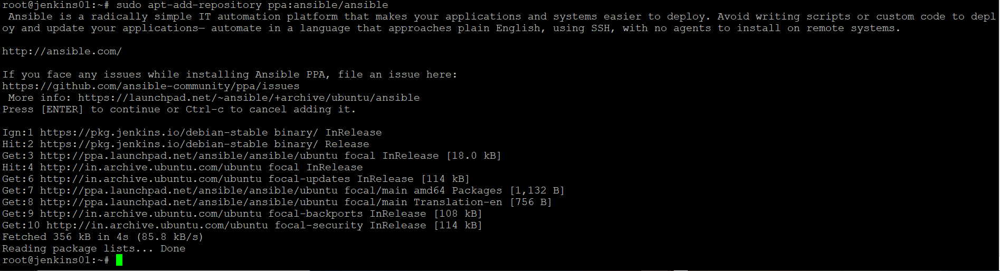 root@jenkins01:~# sudo apt-add-repository ppa:ansible/ansible
 Ansible is a radically simple IT automation platform that makes your applications and systems easier to deploy. Avoid writing scripts or custom code to depl
oy and update your applications— automate in a language that approaches plain English, using SSH, with no agents to install on remote systems.

http://ansible.com/

If you face any issues while installing Ansible PPA, file an issue here:
https://github.com/ansible-community/ppa/issues
 More info: https://launchpad.net/~ansible/+archive/ubuntu/ansible
Press [ENTER] to continue or Ctrl-c to cancel adding it.

Ign:1 https://pkg.jenkins.io/debian-stable binary/ InRelease
Hit:2 https://pkg.jenkins.io/debian-stable binary/ Release
Get:3 http://ppa.launchpad.net/ansible/ansible/ubuntu focal InRelease [18.0 kB]
Hit:4 http://in.archive.ubuntu.com/ubuntu focal InRelease
Get:6 http://in.archive.ubuntu.com/ubuntu focal-updates InRelease [114 kB]
Get:7 http://ppa.launchpad.net/ansible/ansible/ubuntu focal/main amd64 Packages [1,132 B]
Get:8 http://ppa.launchpad.net/ansible/ansible/ubuntu focal/main Translation-en [756 B]
Get:9 http://in.archive.ubuntu.com/ubuntu focal-backports InRelease [108 kB]
Get:10 http://in.archive.ubuntu.com/ubuntu focal-security InRelease [114 kB]
Fetched 356 kB in 4s (85.8 kB/s)
Reading package lists... Done
root@jenkins01:~#